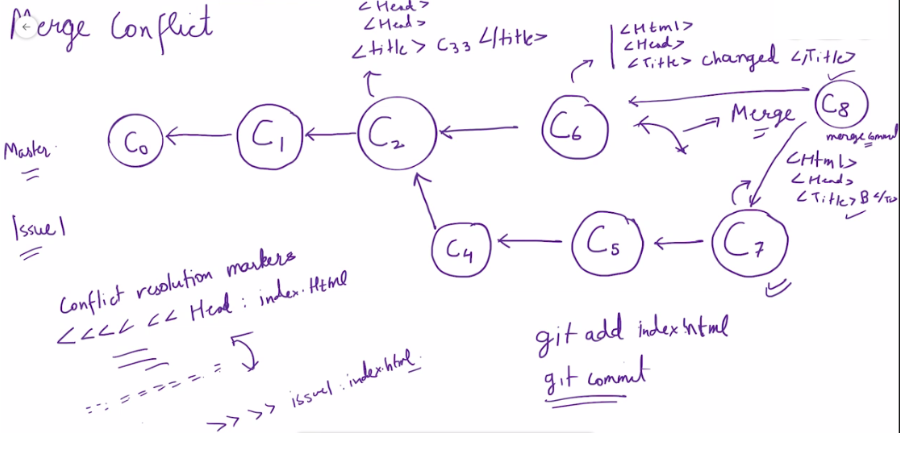 Merge Conflict
<Head>
<Head>
<title> C33 </title>
<Html>
<Head>
<Title> changed </Title>
Master
C0
C1
C2
C6
Merge
C8
merge commit
<Html>
<Head>
<Title> B
Issue1
C4
C5
C7
Conflict resolution markers
<<<< << Head : index.Html
=======
>> >> issue1 : index.html
git add index.html
git commit